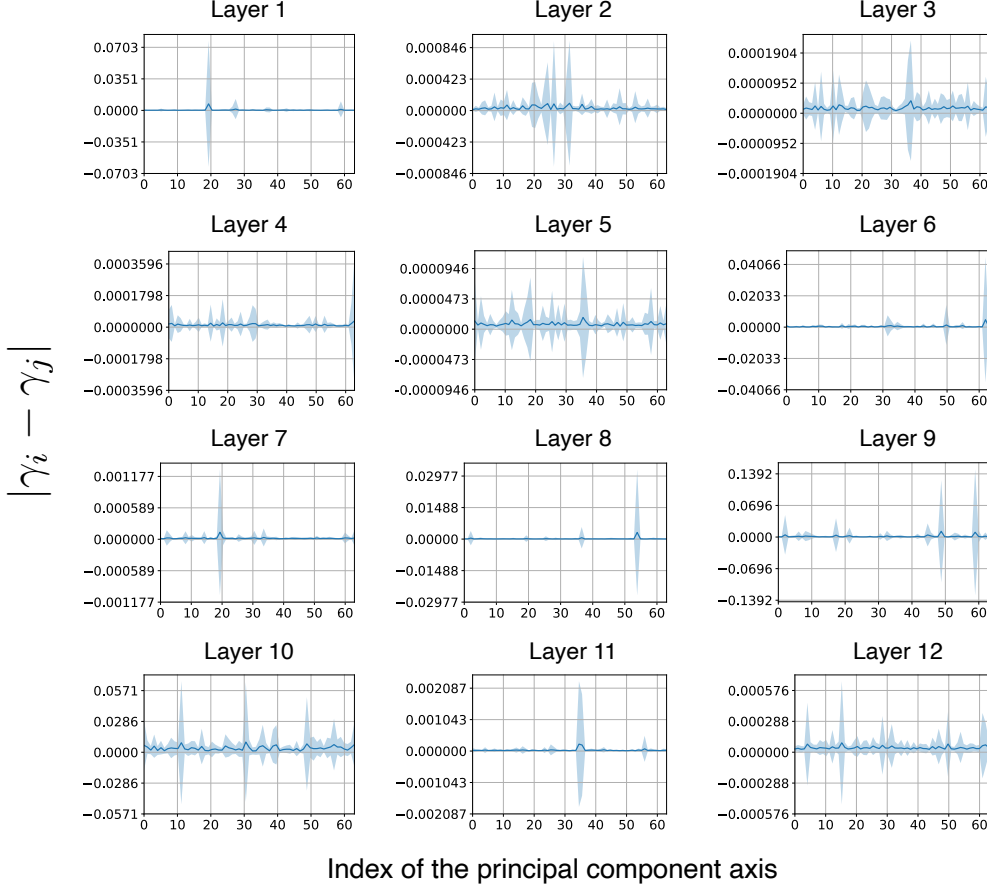 Layer 1 Layer 2 Layer 3
0.0703 0.000846 0.0001904
0.0351 0.000423 0.0000952
0.0000 0.000000 0.0000000
−0.0351 −0.000423 −0.0000952
−0.0703 −0.000846 −0.0001904
0 10 20 30 40 50 60 0 10 20 30 40 50 60 0 10 20 30 40 50 60
Layer 4 Layer 5 Layer 6
0.0003596 0.0000946 0.04066
0.0001798 0.0000473 0.02033
0.0000000 0.0000000 0.00000
−0.0001798 −0.0000473 −0.02033
−0.0003596 −0.0000946 −0.04066
0 10 20 30 40 50 60 0 10 20 30 40 50 60 0 10 20 30 40 50 60
|γi − γj|
Layer 7 Layer 8 Layer 9
0.001177 0.02977 0.1392
0.000589 0.01488 0.0696
0.000000 0.00000 0.0000
−0.000589 −0.01488 −0.0696
−0.001177 −0.02977 −0.1392
0 10 20 30 40 50 60 0 10 20 30 40 50 60 0 10 20 30 40 50 60
Layer 10 Layer 11 Layer 12
0.0571 0.002087 0.000576
0.0286 0.001043 0.000288
0.0000 0.000000 0.000000
−0.0286 −0.001043 −0.000288
−0.0571 −0.002087 −0.000576
0 10 20 30 40 50 60 0 10 20 30 40 50 60 0 10 20 30 40 50 60
Index of the principal component axis